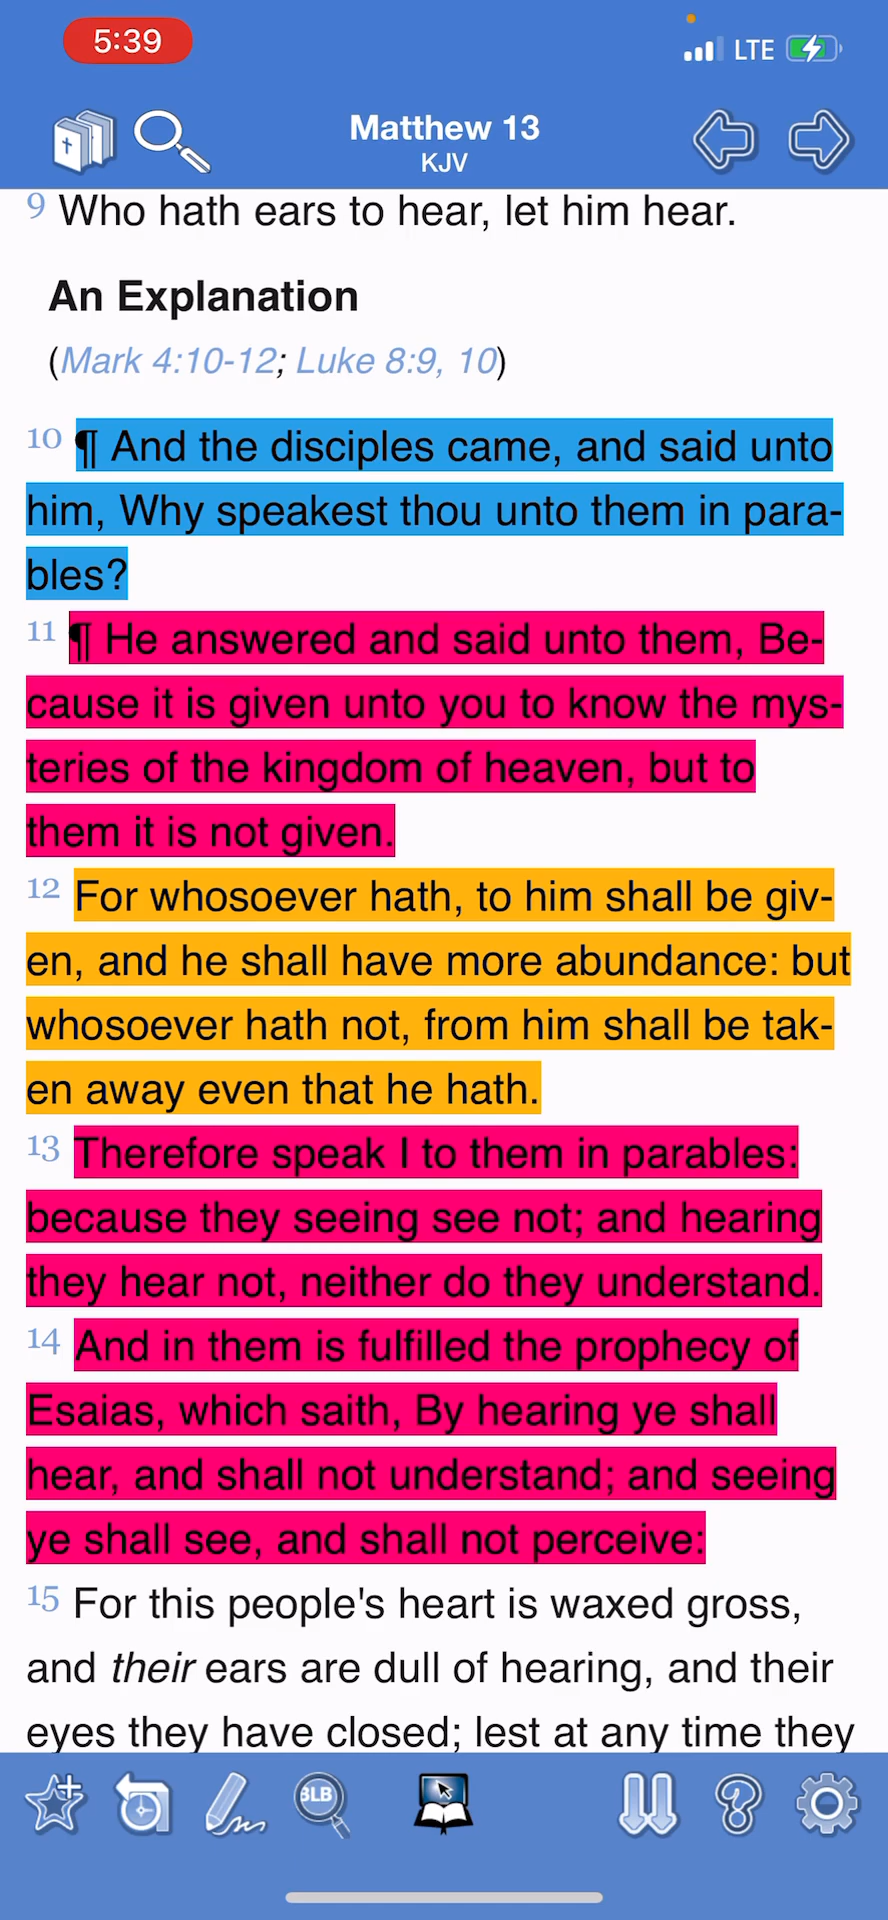 5:39
LTE
Matthew 13
KJV
9 Who hath ears to hear, let him hear.
An Explanation
(Mark 4:10-12; Luke 8:9, 10)
10 ¶ And the disciples came, and said unto
him, Why speakest thou unto them in para-
bles?
11 ¶ He answered and said unto them, Be-
cause it is given unto you to know the mys-
teries of the kingdom of heaven, but to
them it is not given.
12 For whosoever hath, to him shall be giv-
en, and he shall have more abundance: but
whosoever hath not, from him shall be tak-
en away even that he hath.
13 Therefore speak I to them in parables:
because they seeing see not; and hearing
they hear not, neither do they understand.
14 And in them is fulfilled the prophecy of
Esaias, which saith, By hearing ye shall
hear, and shall not understand; and seeing
ye shall see, and shall not perceive:
15 For this people's heart is waxed gross,
and their ears are dull of hearing, and their
eyes they have closed; lest at any time they
BLB